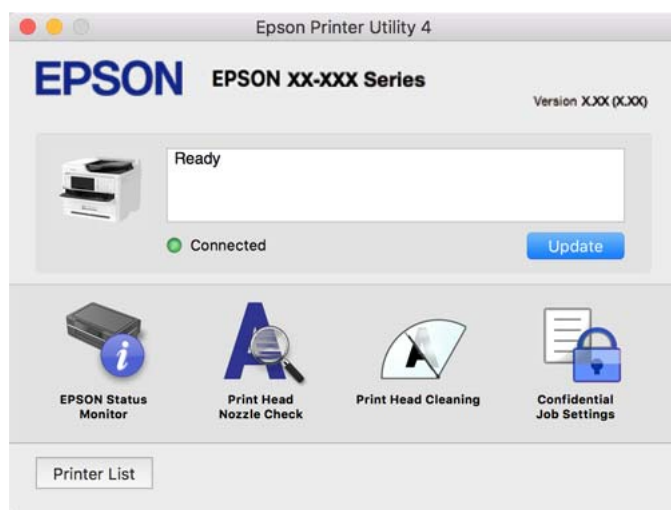 Epson Printer Utility 4
EPSON
EPSON XX-XXX Series
Version X.XX (X.XX)
Ready
Connected
Update
EPSON Status
Monitor
Print Head
Nozzle Check
Print Head Cleaning
Confidential
Job Settings
Printer List